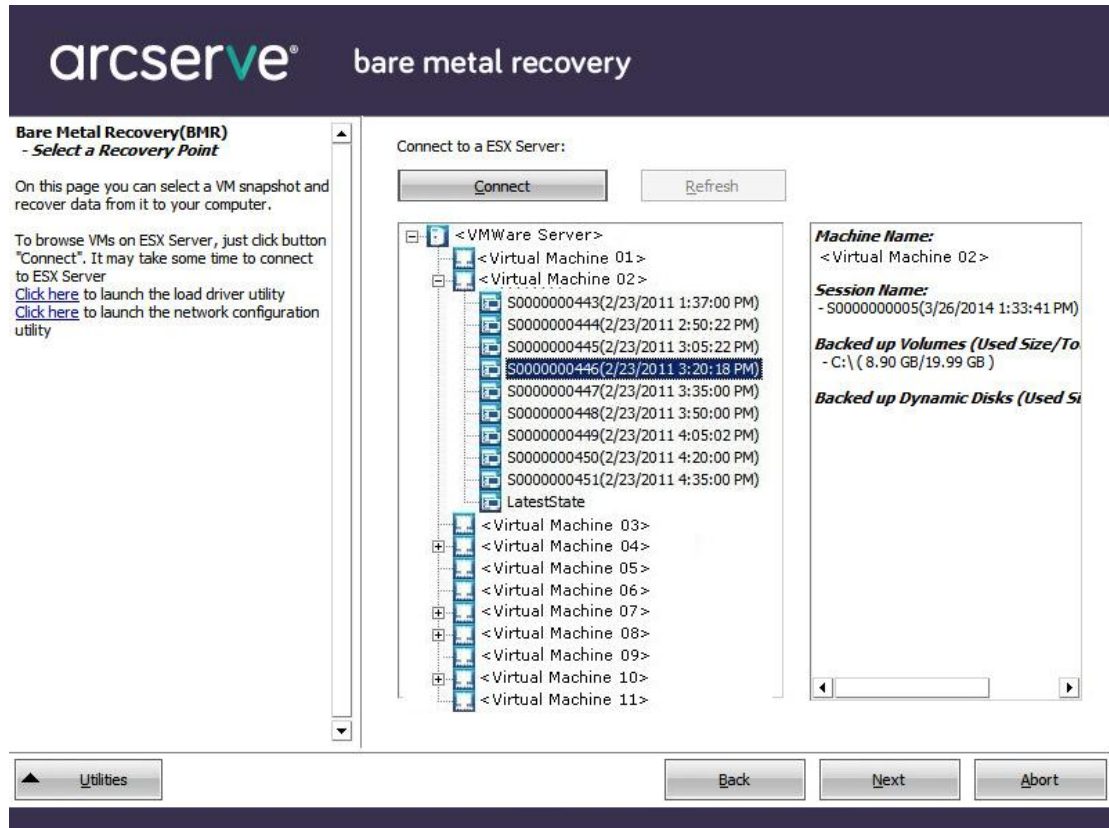 arcserve® bare metal recovery
Bare Metal Recovery(BMR)
- Select a Recovery Point
On this page you can select a VM snapshot and
recover data from it to your computer.
To browse VMs on ESX Server, just click button
"Connect". It may take some time to connect
to ESX Server
Click here to launch the load driver utility
Click here to launch the network configuration
utility
Connect to a ESX Server:
Connect
Refresh
<VMWare Server>
<Virtual Machine 01>
<Virtual Machine 02>
S0000000443(2/23/2011 1:37:00 PM)
S0000000444(2/23/2011 2:50:22 PM)
S0000000445(2/23/2011 3:05:22 PM)
S0000000446(2/23/2011 3:20:18 PM)
S0000000447(2/23/2011 3:35:00 PM)
S0000000448(2/23/2011 3:50:00 PM)
S0000000449(2/23/2011 4:05:02 PM)
S0000000450(2/23/2011 4:20:00 PM)
S0000000451(2/23/2011 4:35:00 PM)
LatestState
<Virtual Machine 03>
<Virtual Machine 04>
<Virtual Machine 05>
<Virtual Machine 06>
<Virtual Machine 07>
<Virtual Machine 08>
<Virtual Machine 09>
<Virtual Machine 10>
<Virtual Machine 11>
Machine Name:
<Virtual Machine 02>
Session Name:
- S0000000005(3/26/2014 1:33:41 PM)
Backed up Volumes (Used Size/To
- C:\ ( 8.90 GB/19.99 GB )
Backed up Dynamic Disks (Used Si
Utilities
Back
Next
Abort